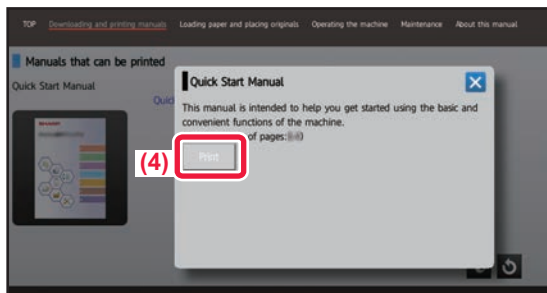 TOP Downloading and printing manuals Loading paper and placing originals Operating the machine Maintenance About this manual
Manuals that can be printed
Quick Start Manual
Quic
Quick Start Manual
This manual is intended to help you get started using the basic and
convenient functions of the machine.
of pages:
(4)
Print
SHARP